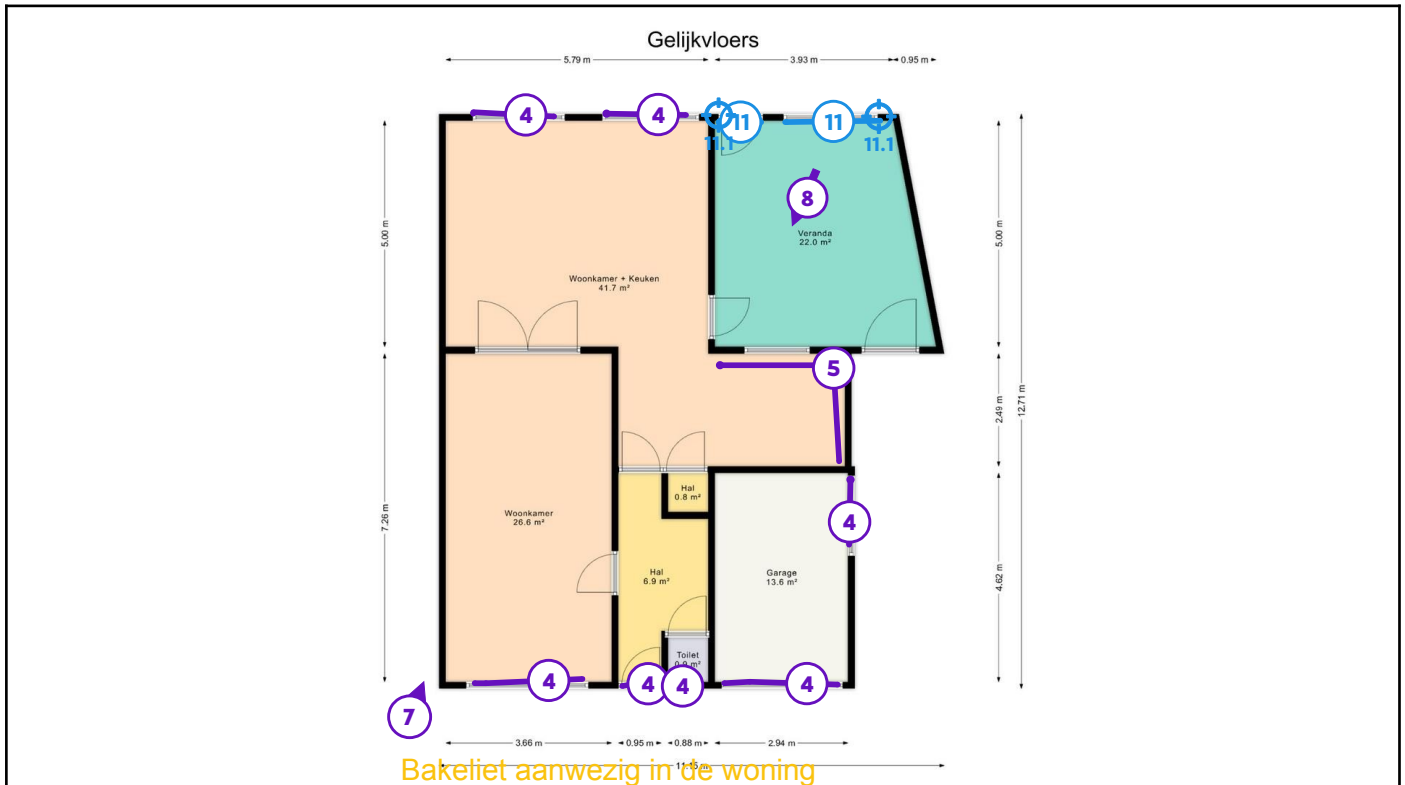 Gelijkvloers
5.79 m
3.93 m
0.95 m
4
4
11
11
11.1
11.1
8
Veranda
22.0 m²
5.00 m
5.00 m
Woonkamer + Keuken
41.7 m²
5
2.49 m
12.71 m
Hal
0.8 m²
Woonkamer
26.6 m²
7.26 m
4
Hal
6.9 m²
Garage
13.6 m²
4.62 m
Toilet
4
4
4
4
7
3.66 m
0.95 m
0.88 m
2.94 m
Bakeliet aanwezig in de woning